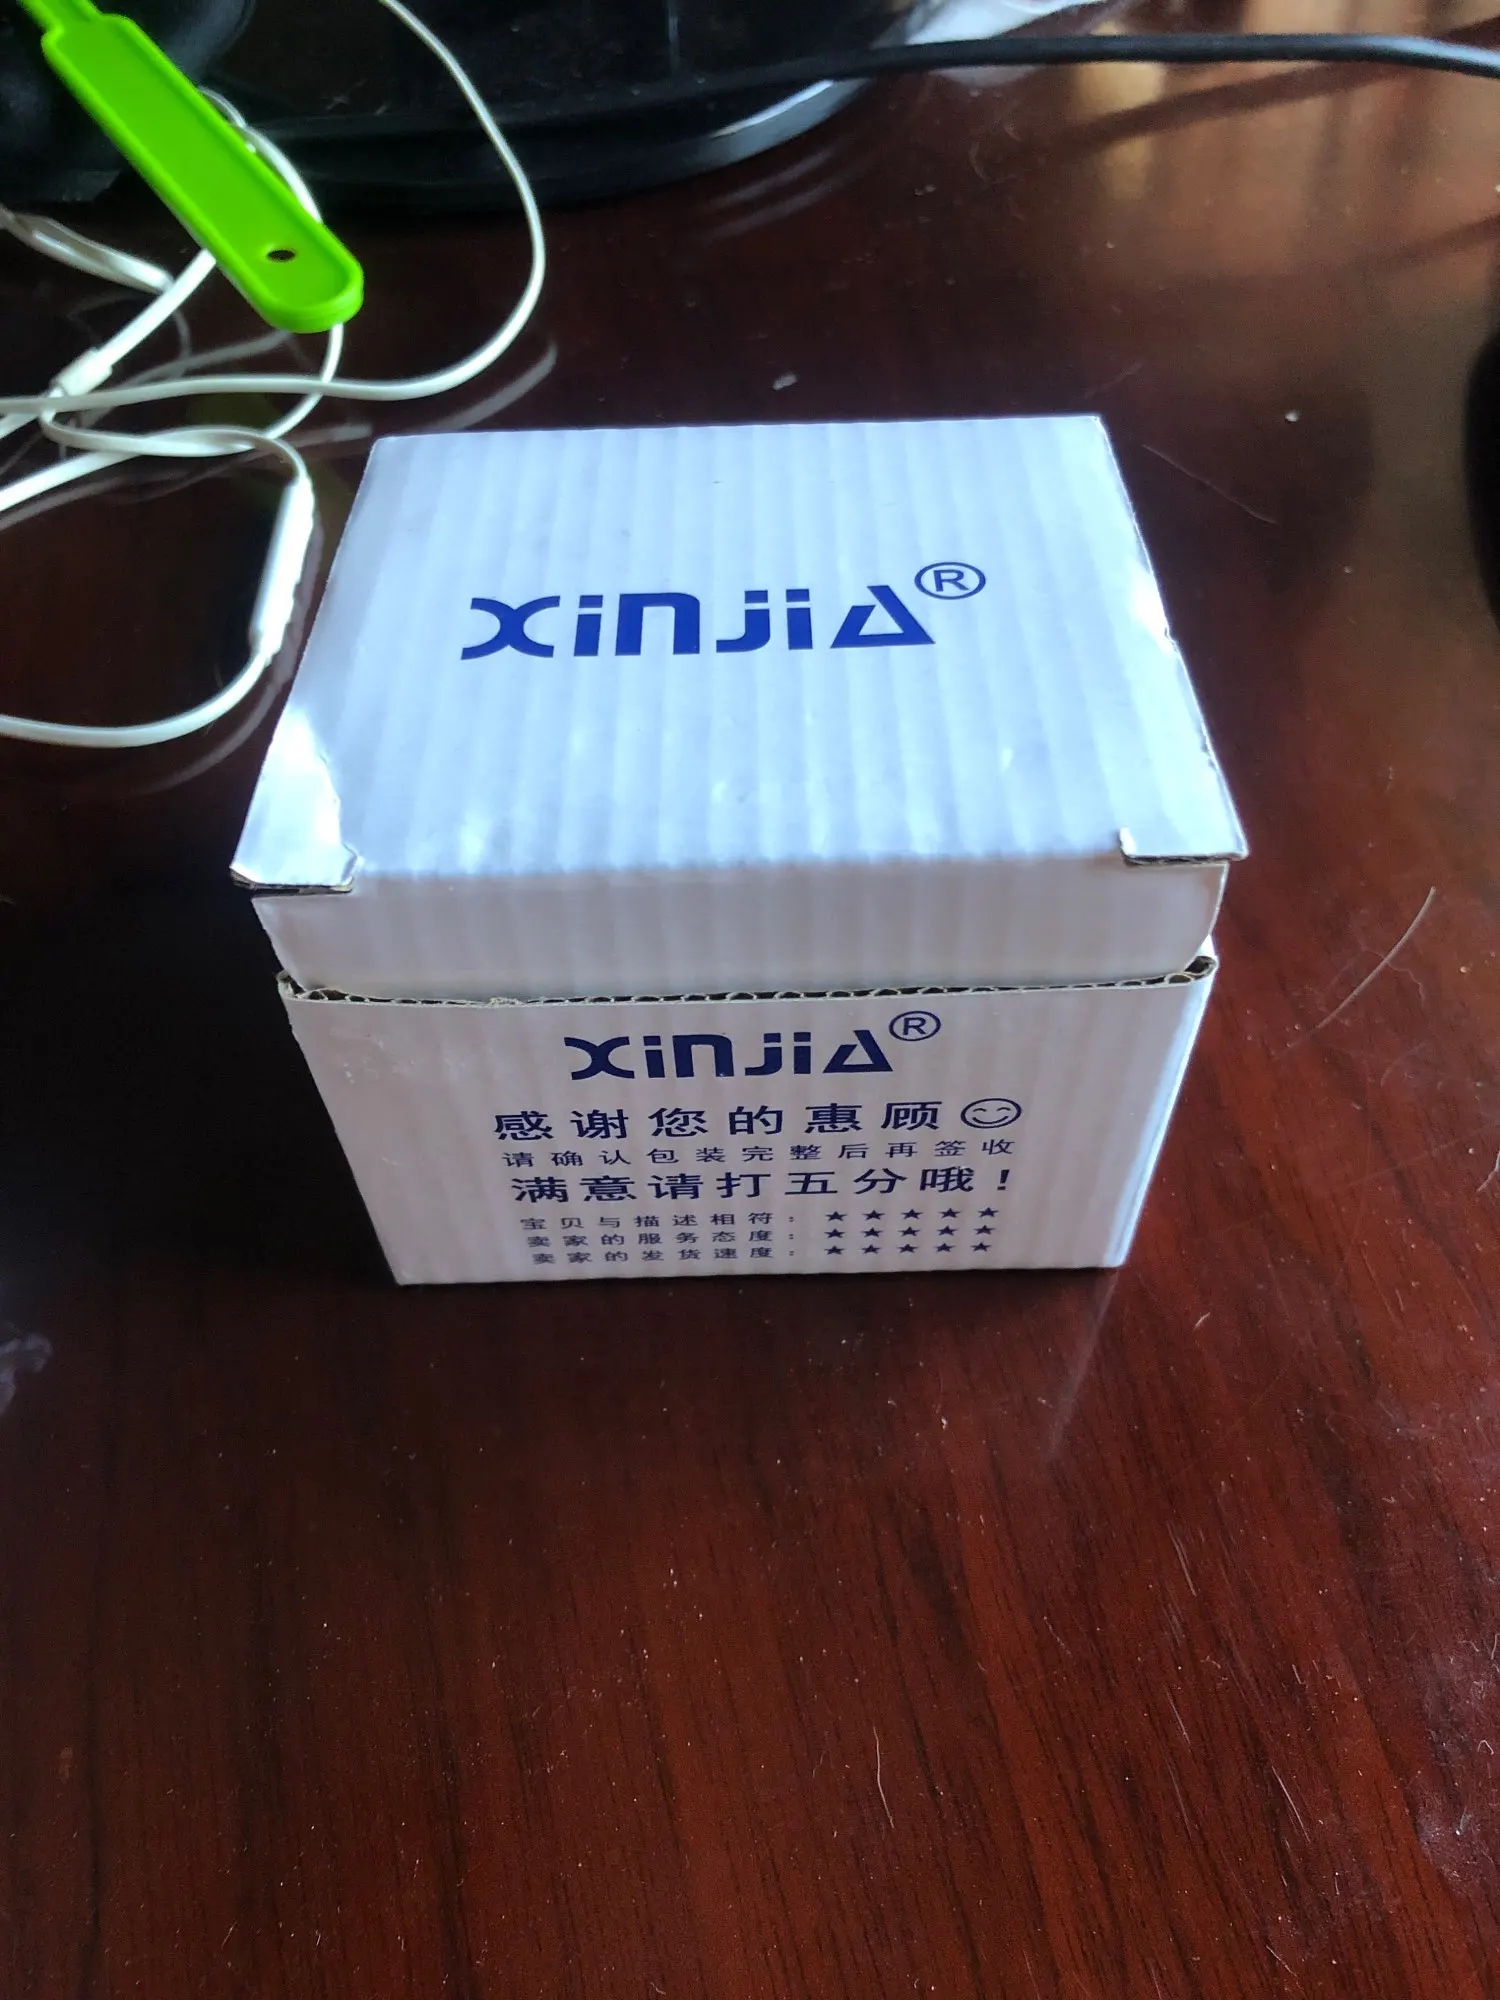 XINJIA®
XINJIA®
感谢您的惠顾
请确认包装完整后再签收
满意请打五分哦！
宝贝与描述相符：★★★★★
卖家的服务态度：★★★★★
卖家的发货速度：★★★★★